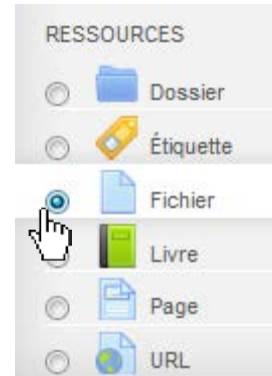 RESSOURCES
Dossier
Étiquette
Fichier
Livre
Page
URL